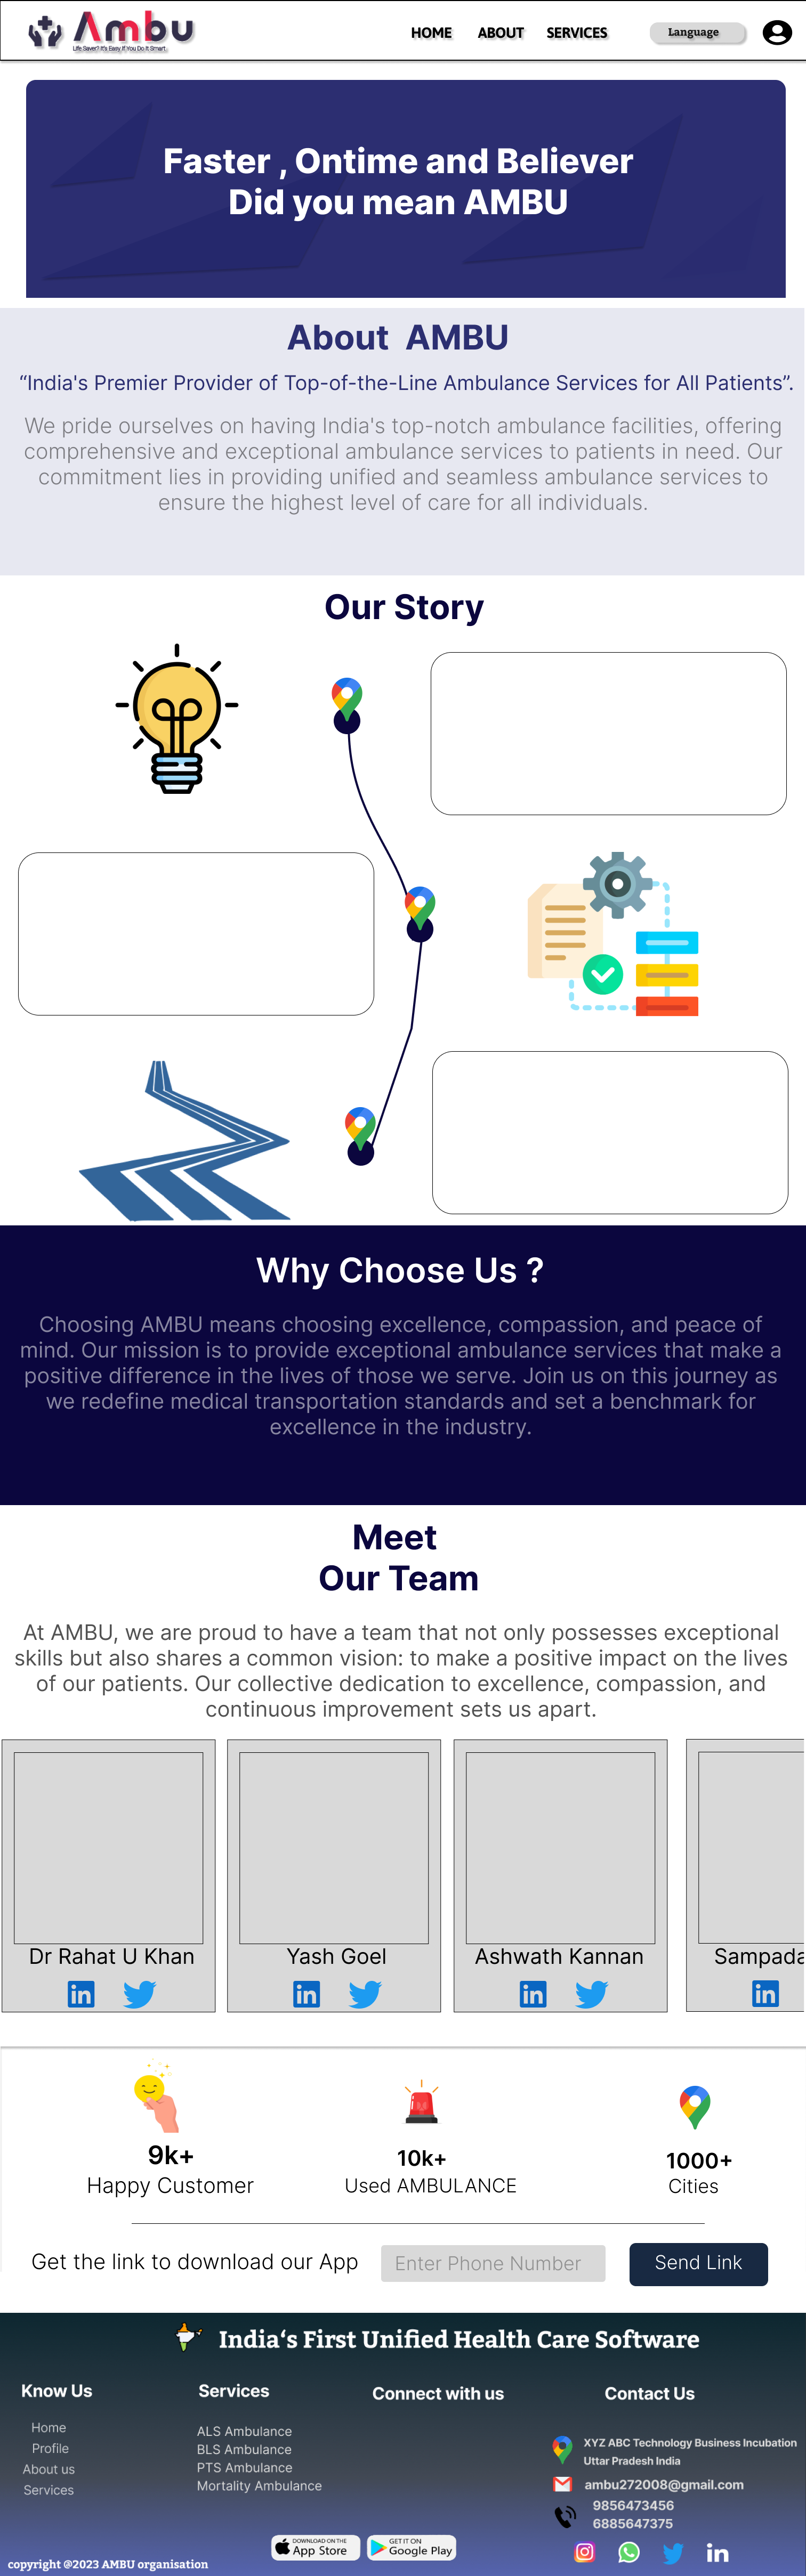 Ambu
Life Saver? It's Easy If You Do It Smart.
HOME
ABOUT
SERVICES
Language
Faster , Ontime and Believer
Did you mean AMBU
About AMBU
“India's Premier Provider of Top-of-the-Line Ambulance Services for All Patients”.
We pride ourselves on having India's top-notch ambulance facilities, offering
comprehensive and exceptional ambulance services to patients in need. Our
commitment lies in providing unified and seamless ambulance services to
ensure the highest level of care for all individuals.
Our Story
Why Choose Us ?
Choosing AMBU means choosing excellence, compassion, and peace of
mind. Our mission is to provide exceptional ambulance services that make a
positive difference in the lives of those we serve. Join us on this journey as
we redefine medical transportation standards and set a benchmark for
excellence in the industry.
Meet
Our Team
At AMBU, we are proud to have a team that not only possesses exceptional
skills but also shares a common vision: to make a positive impact on the lives
of our patients. Our collective dedication to excellence, compassion, and
continuous improvement sets us apart.
Dr Rahat U Khan
Yash Goel
Ashwath Kannan
Sampada
in
in
in
in
9k+
Happy Customer
10k+
Used AMBULANCE
1000+
Cities
Get the link to download our App
Enter Phone Number
Send Link
India‘s First Unified Health Care Software
Know Us
Home
Profile
About us
Services
Services
ALS Ambulance
BLS Ambulance
PTS Ambulance
Mortality Ambulance
Connect with us
Contact Us
XYZ ABC Technology Business Incubation
Uttar Pradesh India
ambu272008@gmail.com
9856473456
6885647375
DOWNLOAD ON THE
App Store
GET IT ON
Google Play
in
copyright @2023 AMBU organisation